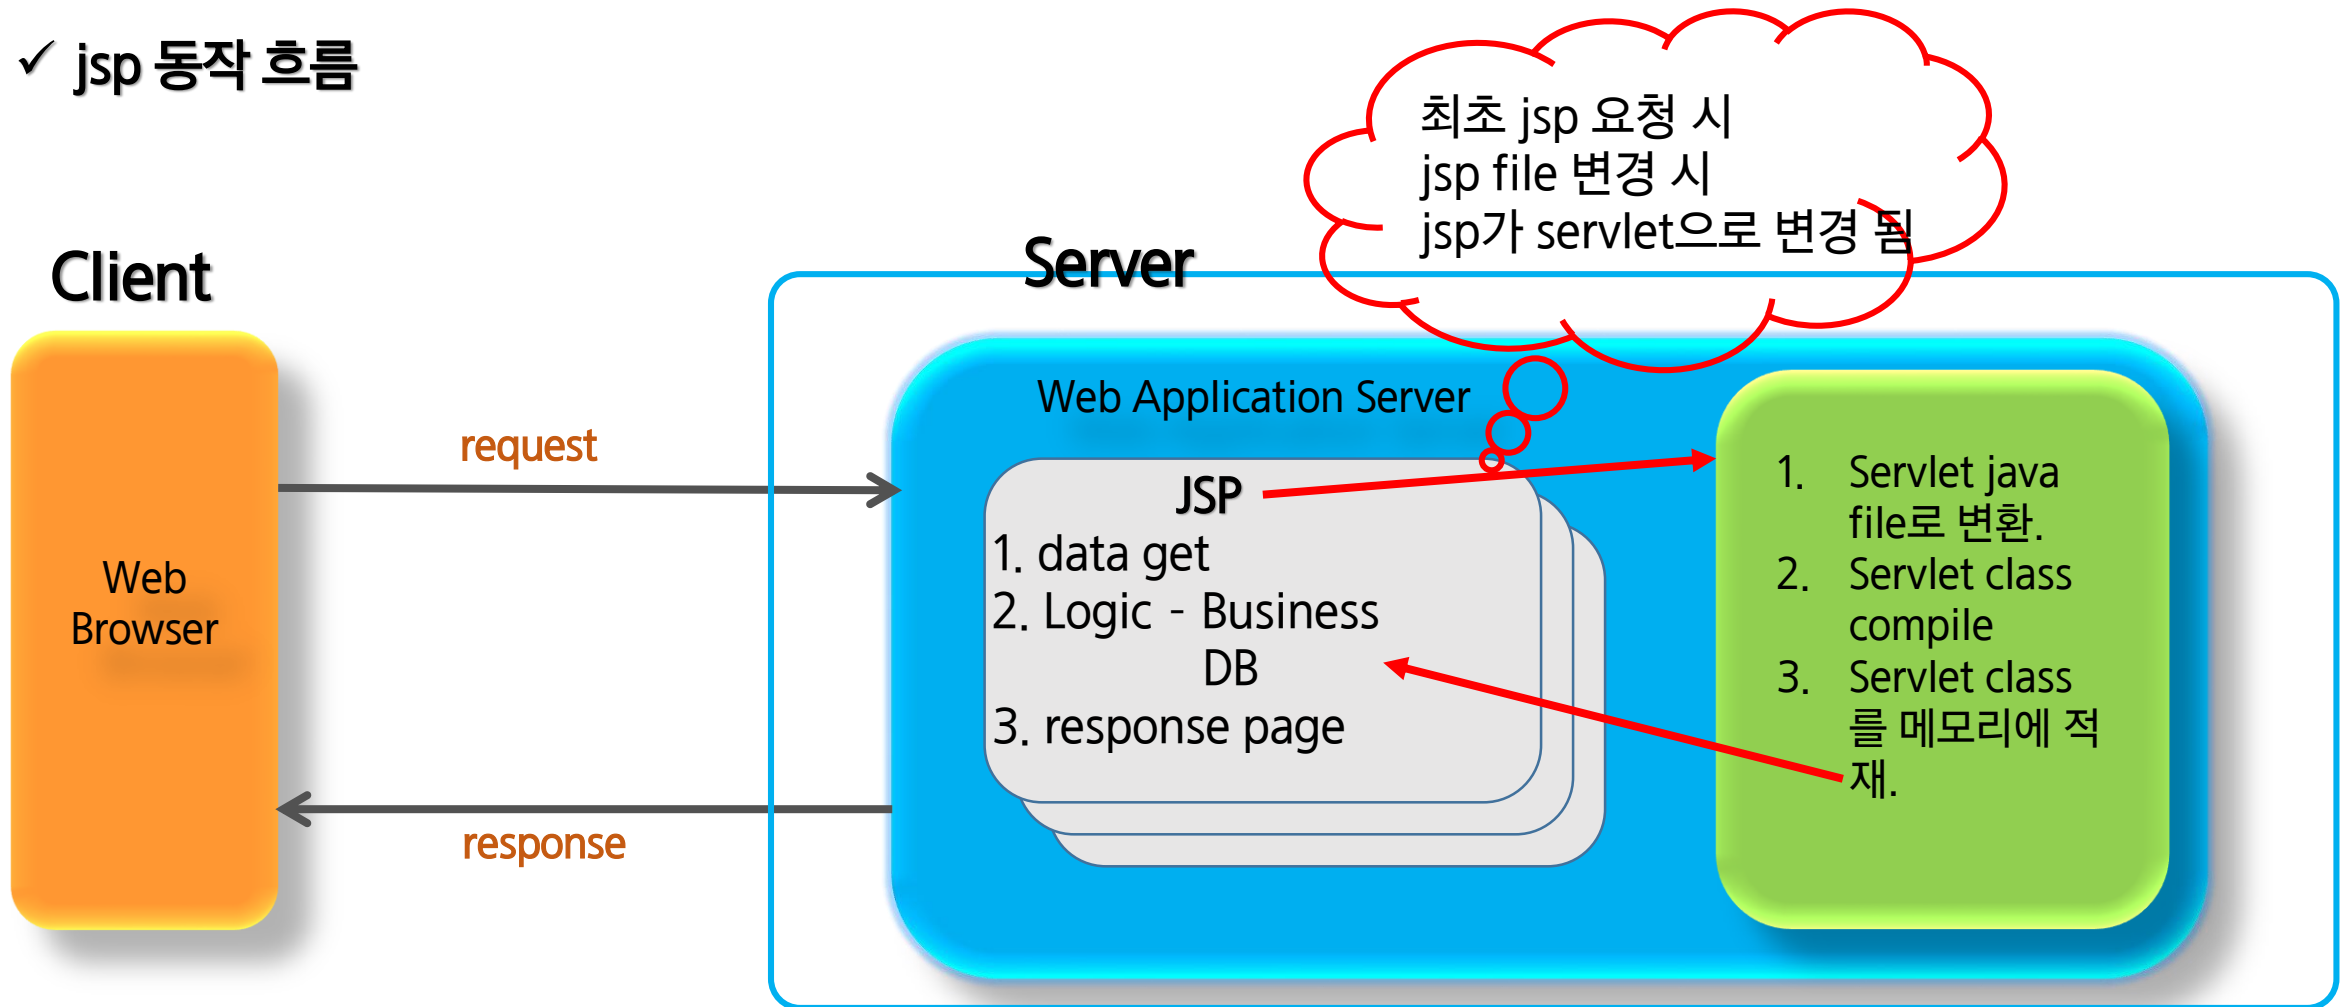 ✓ jsp 동작 흐름
최초 jsp 요청 시
jsp file 변경 시
jsp가 servlet으로 변경 됨
Client
Server
Web Application Server
request
JSP
1. data get
2. Logic - Business
DB
3. response page
1. Servlet java
file로 변환.
2. Servlet class
compile
3. Servlet class
를 메모리에 적
재.
Web
Browser
response